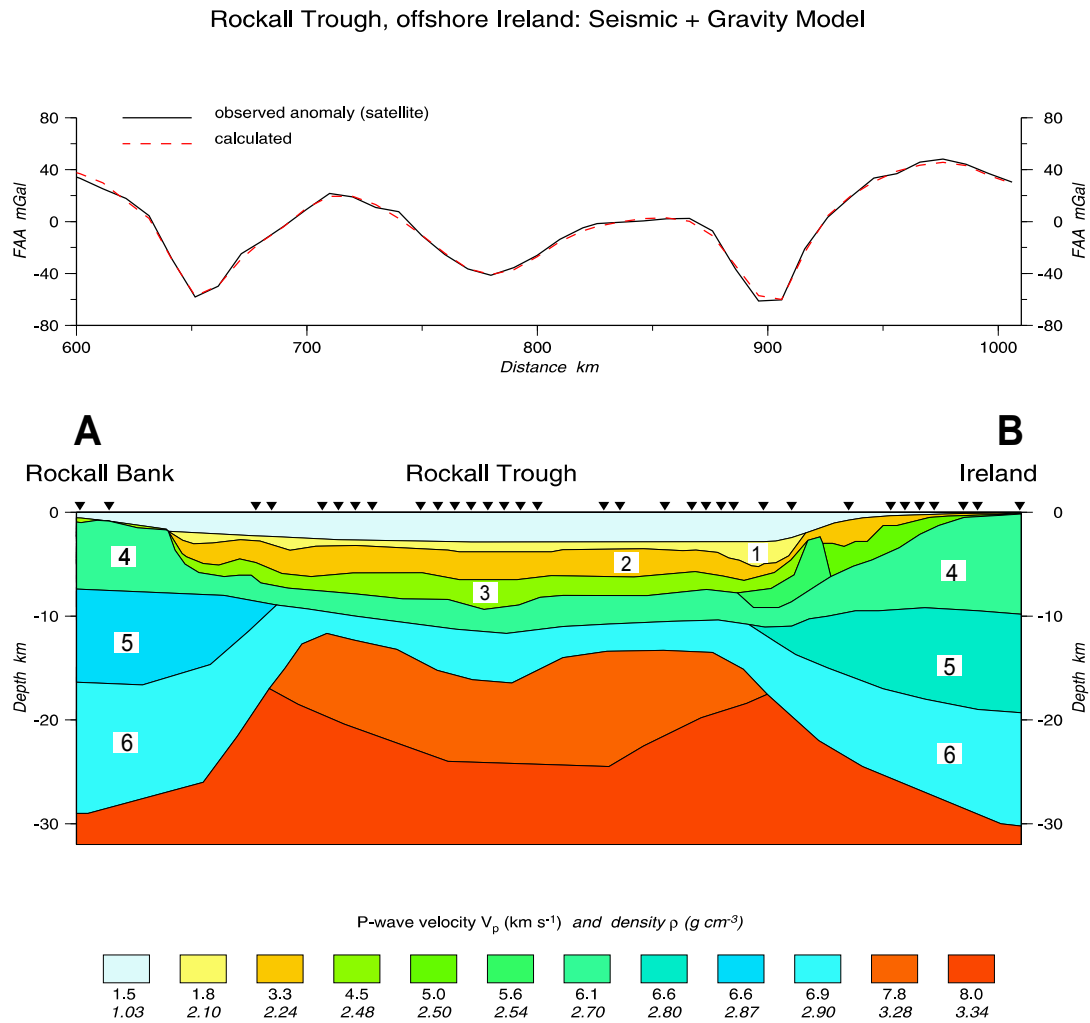 Rockall Trough, offshore Ireland: Seismic + Gravity Model
observed anomaly (satellite)
calculated
80
40
0
-40
-80
FAA mGal
80
40
0
-40
-80
FAA mGal
600 700 800 900 1000
Distance km
A B
Rockall Bank Rockall Trough Ireland
0
-10
-20
-30
Depth km
0
-10
-20
-30
Depth km
1
2
3
4
4
5
5
6
6
P-wave velocity Vp (km s-1) and density ρ (g cm-3)
1.5 1.8 3.3 4.5 5.0 5.6 6.1 6.6 6.6 6.9 7.8 8.0
1.03 2.10 2.24 2.48 2.50 2.54 2.70 2.80 2.87 2.90 3.28 3.34